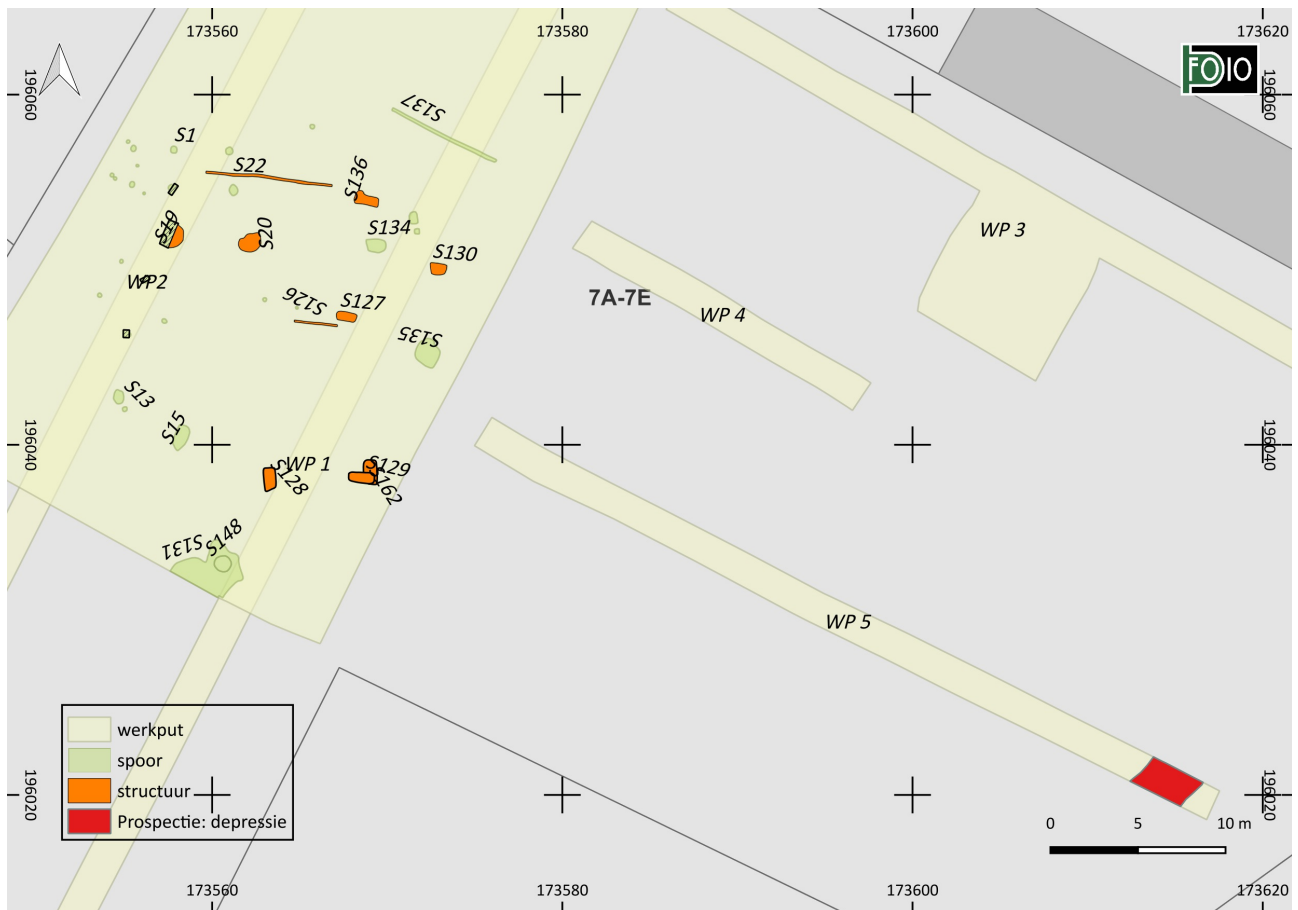 173560
173580
173600
173620
FODIO
196060
196060
S137
S1
S22
S136
S19
S20
S134
S130
WP 3
WP2
7A-7E
S126
S127
WP 4
S135
S13
S15
196040
196040
WP 1
S128
S129
S162
S131
S148
WP 5
werkput
spoor
structuur
Prospectie: depressie
196020
196020
0 5 10 m
173560
173580
173600
173620